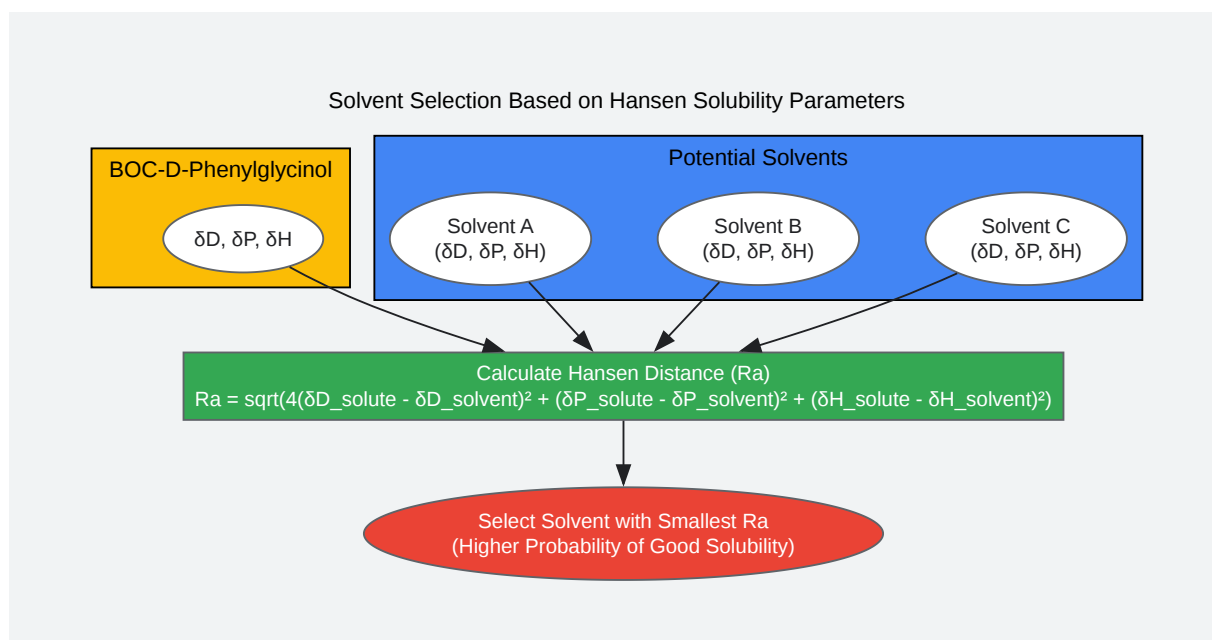 Solvent Selection Based on Hansen Solubility Parameters
BOC-D-Phenylglycinol
δD, δP, δH
Potential Solvents
Solvent A
(δD, δP, δH)
Solvent B
(δD, δP, δH)
Solvent C
(δD, δP, δH)
Calculate Hansen Distance (Ra)
Ra = sqrt(4(δD_solute - δD_solvent)² + (δP_solute - δP_solvent)² + (δH_solute - δH_solvent)²)
Select Solvent with Smallest Ra
(Higher Probability of Good Solubility)